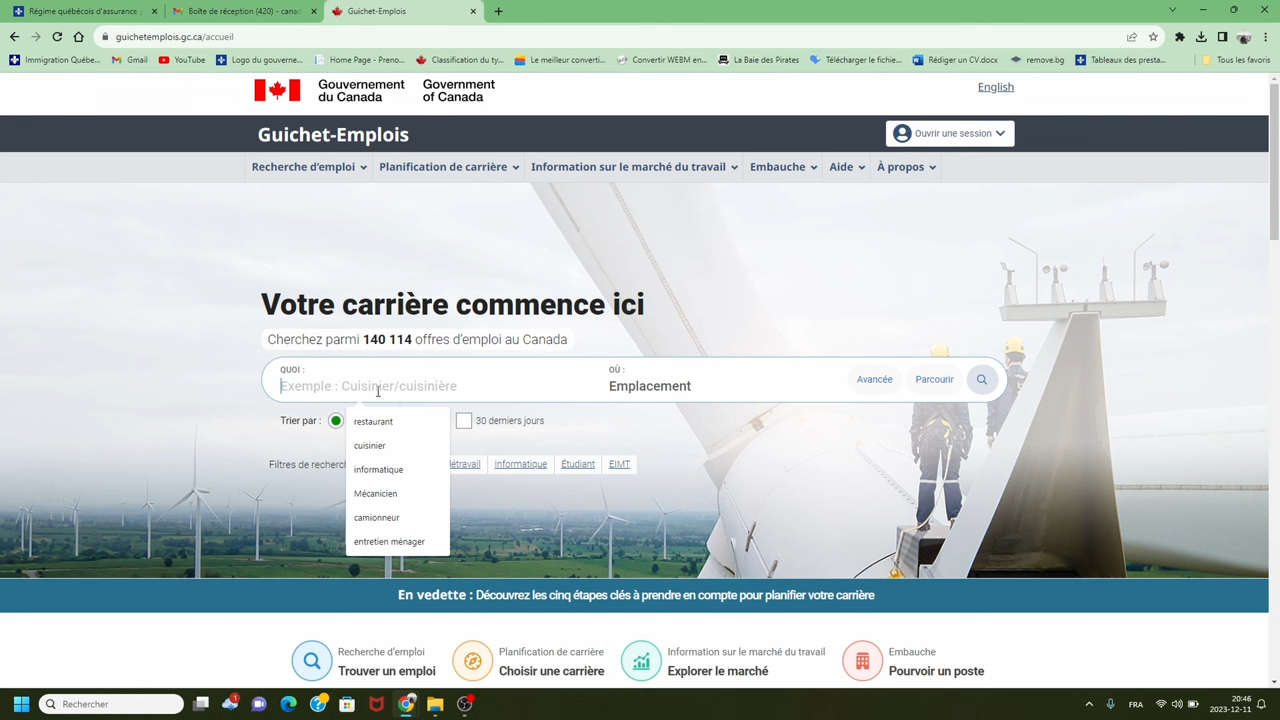 Régime québécois d'assurance
Boîte de réception (420) - canad
Guichet-Emplois
guichetemplois.gc.ca/accueil
Immigration Québe...
Gmail
YouTube
Logo du gouverne...
Home Page - Preno...
Classification du ty...
Le meilleur converti...
Convertir WEBM en...
La Baie des Pirates
Télécharger le fichie...
Rédiger un CV.docx
remove.bg
Tableaux des presta...
Tous les favoris
Gouvernement du Canada
Government of Canada
English
Guichet-Emplois
Ouvrir une session
Recherche d'emploi
Planification de carrière
Information sur le marché du travail
Embauche
Aide
À propos
Votre carrière commence ici
Cherchez parmi 140 114 offres d'emploi au Canada
QUOI :
Exemple : Cuisinier/cuisinière
OÙ :
Emplacement
Avancée
Parcourir
Trier par :
30 derniers jours
restaurant
cuisinier
informatique
Mécanicien
camionneur
entretien ménager
Filtres de recherch
létravail
Informatique
Étudiant
EIMT
En vedette : Découvrez les cinq étapes clés à prendre en compte pour planifier votre carrière
Recherche d'emploi
Trouver un emploi
Planification de carrière
Choisir une carrière
Information sur le marché du travail
Explorer le marché
Embauche
Pourvoir un poste
Rechercher
1
FRA
20:46
2023-12-11